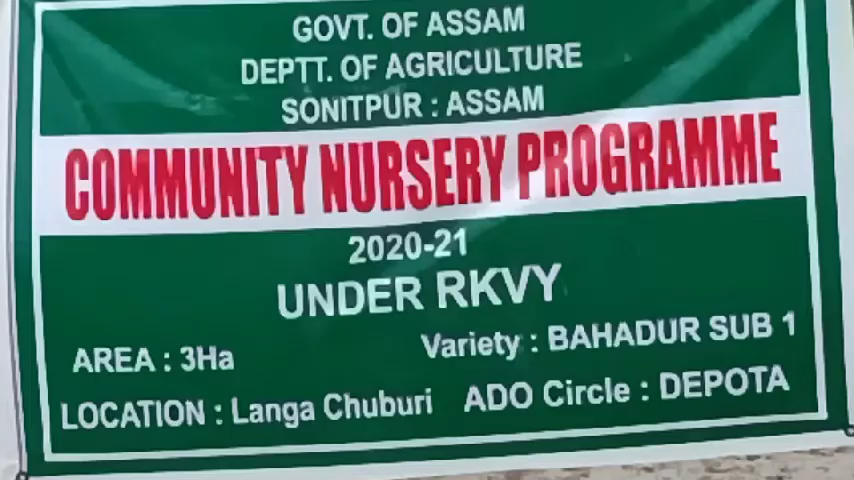 GOVT. OF ASSAM
DEPTT. OF AGRICULTURE
SONITPUR : ASSAM
COMMUNITY NURSERY PROGRAMME
2020-21
UNDER RKVY
AREA : 3Ha Variety : BAHADUR SUB 1
LOCATION : Langa Chuburi ADO Circle : DEPOTA